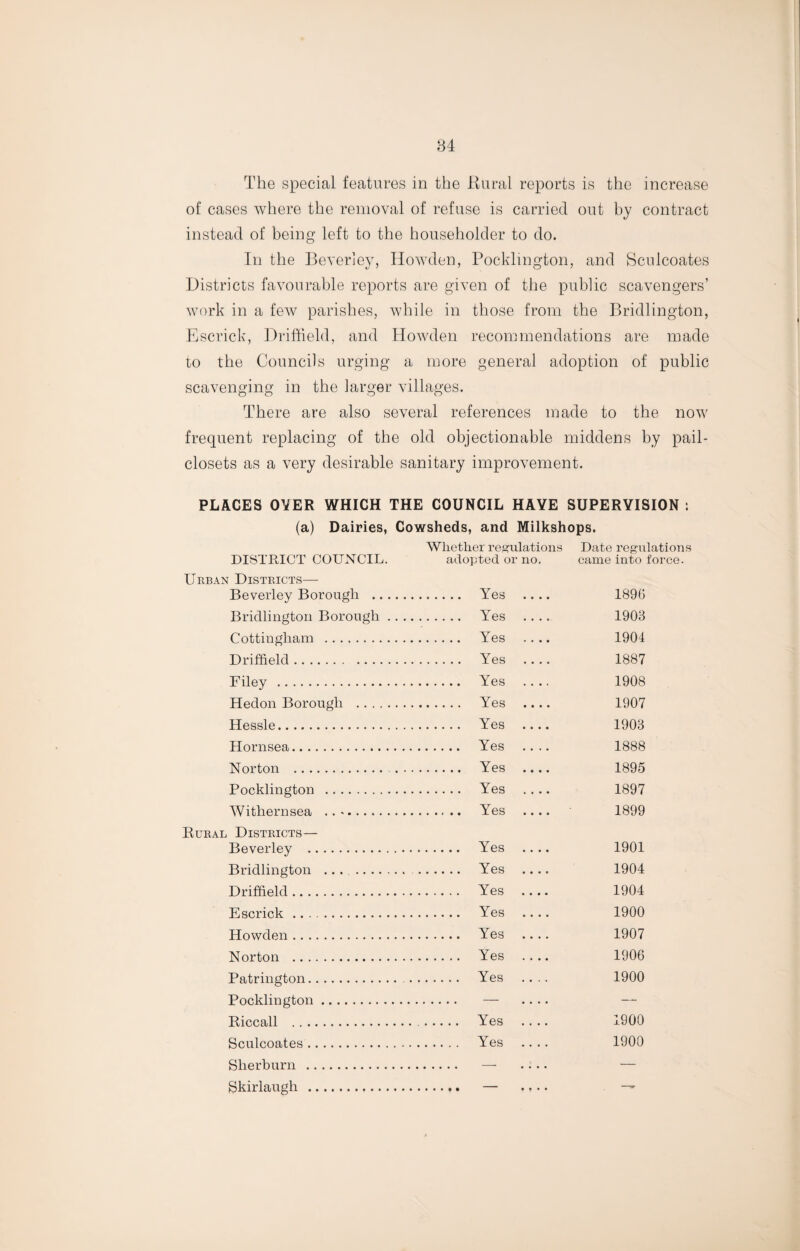 34
The special features in the Rural reports is the increase
of cases where the removal of refuse is carried out by contract
instead of being left to the householder to do.
In the Beverley, Howden, Pocklington, and Sculcoates
Districts favourable reports are given of the public scavengers'
work in a few parishes, while in those from the Bridlington,
Escrick, Driffield, and Howden recommendations are made
to the Councils urging a more general adoption of public
scavenging in the larger villages.
There are also several references made to the now
frequent replacing of the old objectionable middens by pail-
closets as a very desirable sanitary improvement.
PLACES OVER WHICH THE COUNCIL HAVE SUPERVISION :
(a) Dairies, Cowsheds, and Milkshops.
Whether regulations Date regulations
DISTRICT COUNCIL. adopted or no. came into force.
URBAN DISTRICTS—
Beverley Borough ............ Yes .... 1896
Bridlington Borough .......... Yes .... 1903
Cottingham .................. Yes .... 1904
Driffield ..................... Yes .... 1887
Filey ........................ Yes .... 1908
Hedon Borough .............. Yes .... 1907
Hessle ....................... Yes .... 1903
Hornsea ..................... Yes .... 1888
Norton ...................... Yes .... 1895
Pocklington .................. Yes .... 1897
Withernsea .................. Yes .... 1899
RURAL DISTRICTS—
Beverley .................... Yes .... 1901
Bridlington .................. Yes .... 1904
Driffield ..................... Yes .... 1904
Escrick ...................... Yes .... 1900
Howden ..................... Yes .... 1907
Norton ...................... Yes .... 1906
Patrington ................... Yes .... 1900
Pocklington .................. — .... —
Riccall ...................... Yes .... 1900
Sculcoates ................... Yes .... 1900
Sherburn .................... — .... —
Skirlaugh .................... — .... —